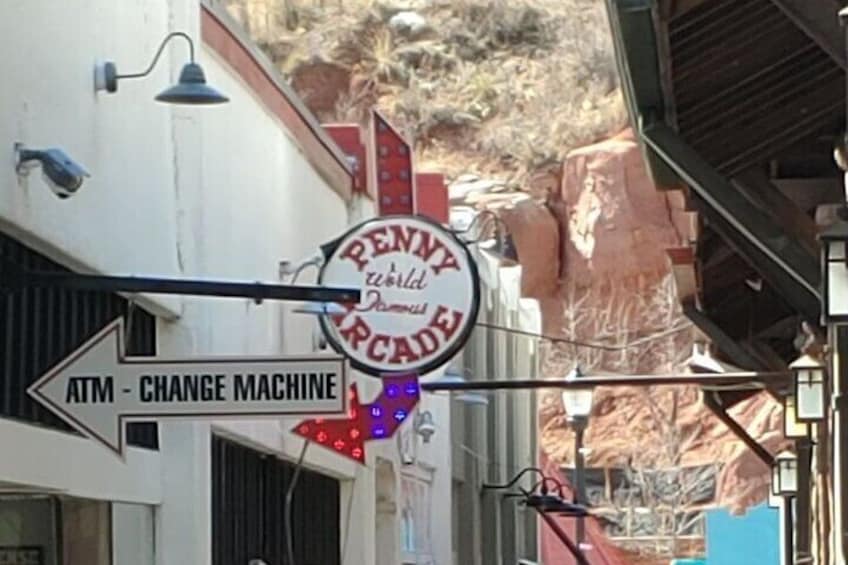 PENNY
World
Famous
ARCADE
ATM - CHANGE MACHINE